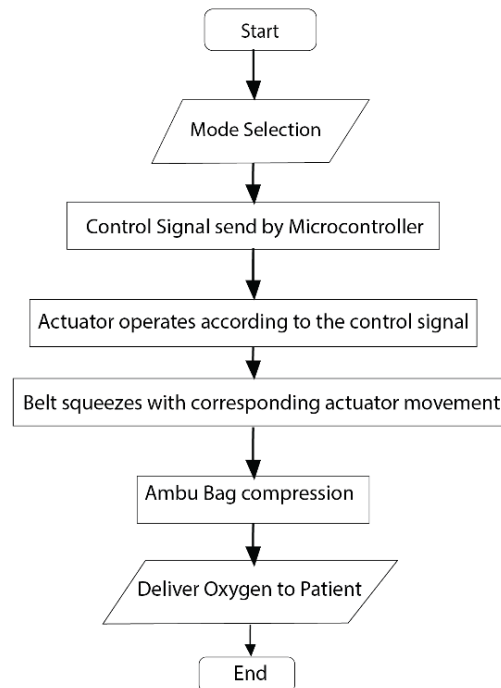 Start
Mode Selection
Control Signal send by Microcontroller
Actuator operates according to the control signal
Belt squeezes with corresponding actuator movement
Ambu Bag compression
Deliver Oxygen to Patient
End